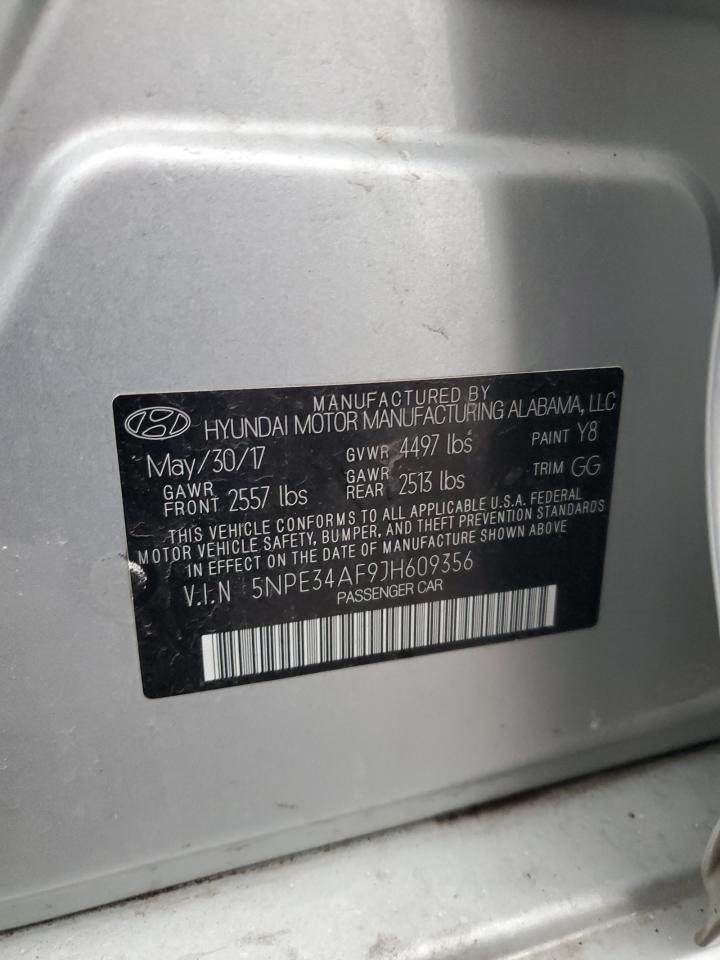 MANUFACTURED BY
HYUNDAI MOTOR MANUFACTURING ALABAMA, LLC
May/30/17 GVWR 4497 lbs PAINT Y8
GAWR FRONT 2557 lbs GAWR REAR 2513 lbs TRIM GG
THIS VEHICLE CONFORMS TO ALL APPLICABLE U.S.A. FEDERAL
MOTOR VEHICLE SAFETY, BUMPER, AND THEFT PREVENTION STANDARDS
IN EFFECT ON THE DATE OF MANUFACTURE SHOWN ABOVE
V.I.N 5NPE34AF9JH609356
PASSENGER CAR